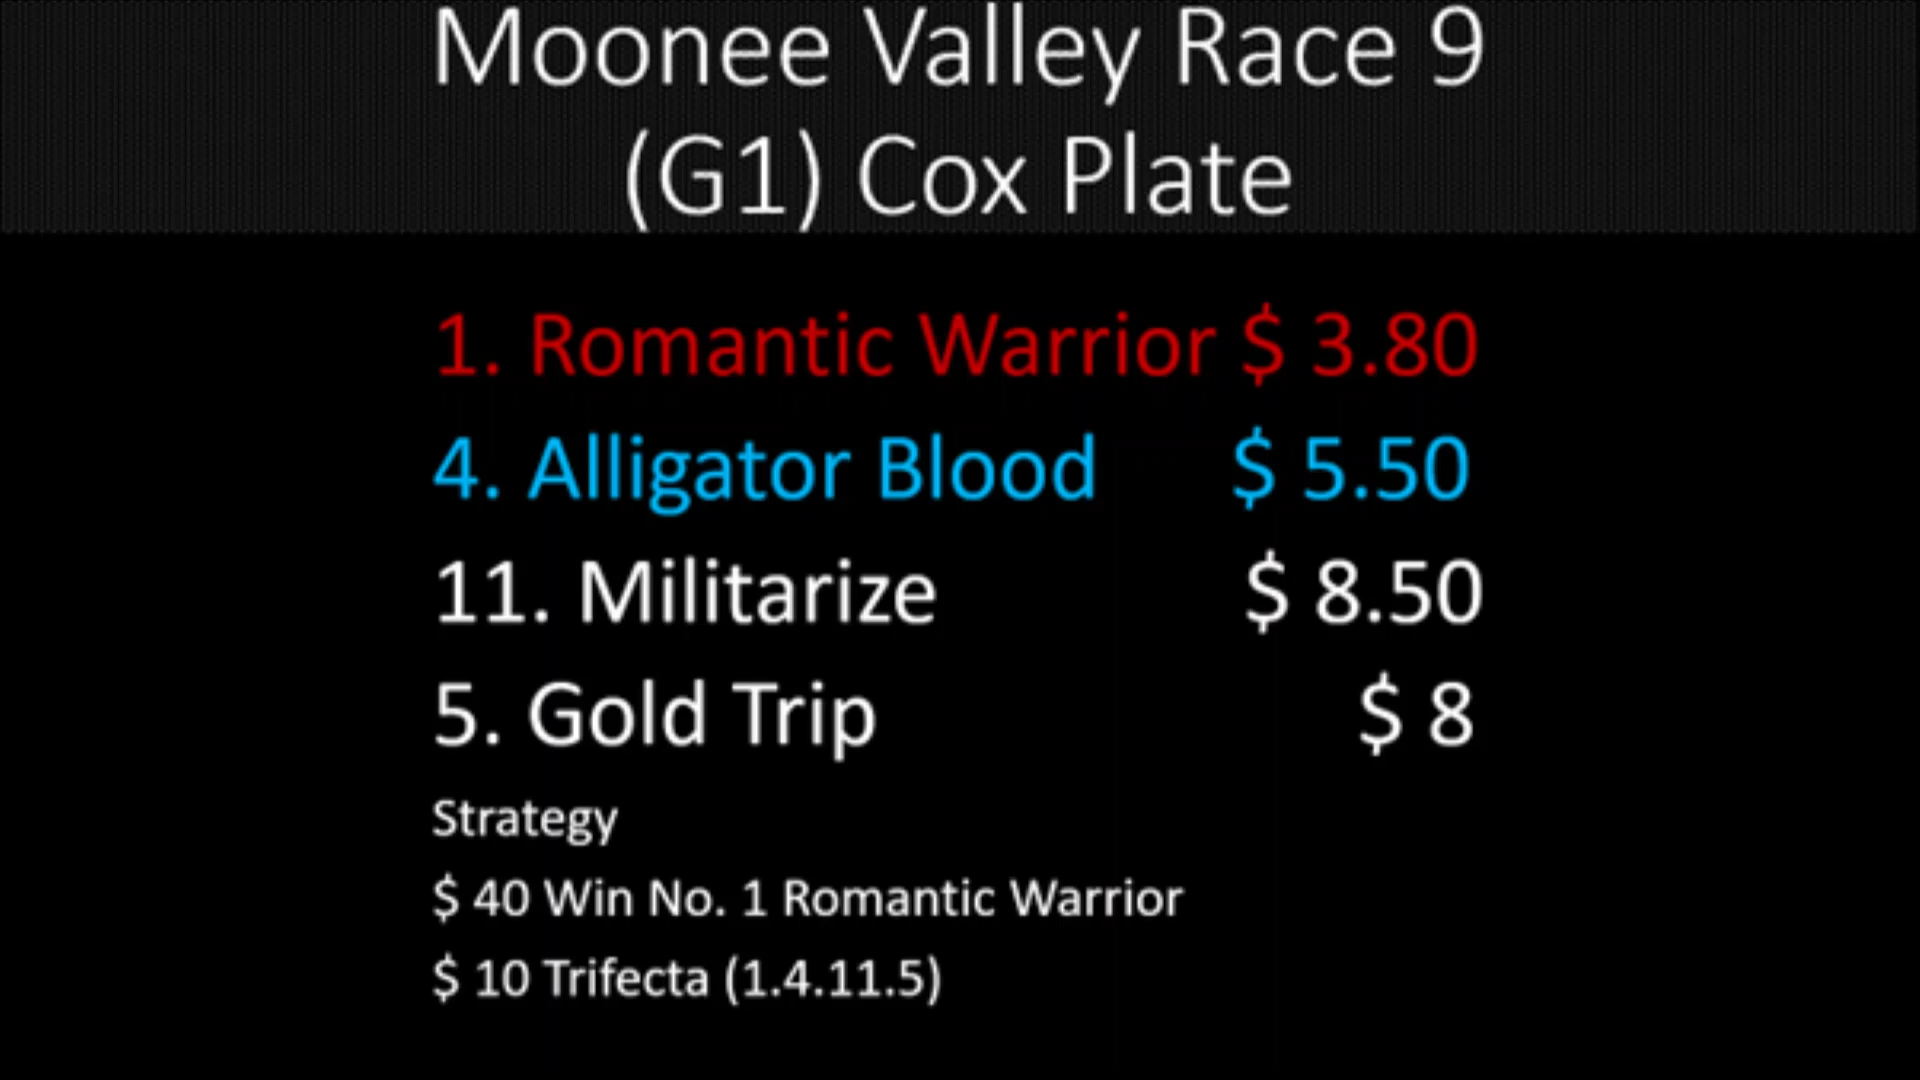 Moonee Valley Race 9
(G1) Cox Plate
1. Romantic Warrior $ 3.80
4. Alligator Blood $ 5.50
11. Militarize $ 8.50
5. Gold Trip $ 8
Strategy
$ 40 Win No. 1 Romantic Warrior
$ 10 Trifecta (1.4.11.5)